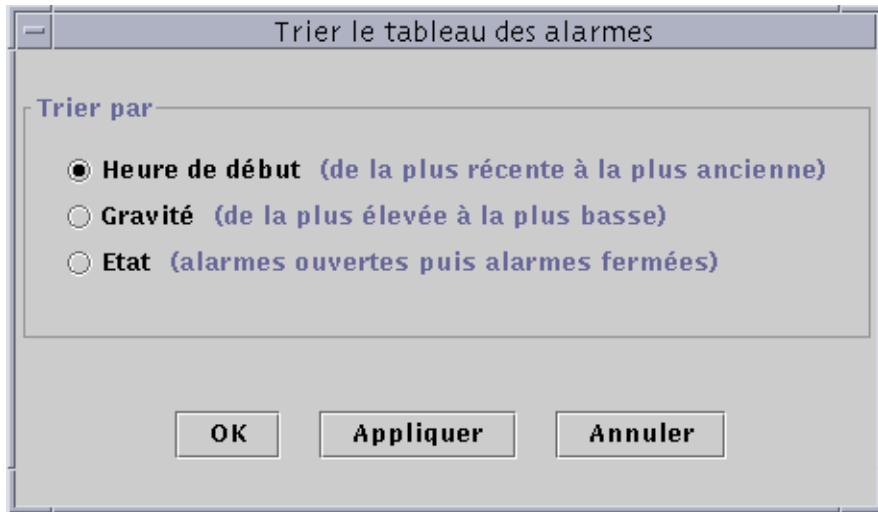 Trier le tableau des alarmes
Trier par
Heure de début (de la plus récente à la plus ancienne)
Gravité (de la plus élevée à la plus basse)
Etat (alarmes ouvertes puis alarmes fermées)
OK Appliquer Annuler